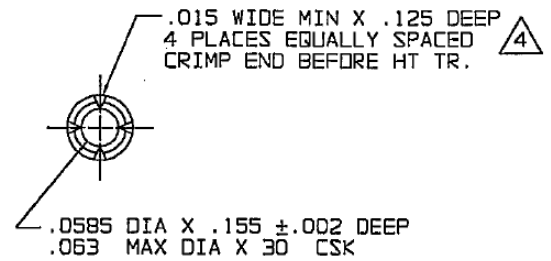 .015 WIDE MIN X .125 DEEP
4 PLACES EQUALLY SPACED
CRIMP END BEFORE HT TR.
4
.0585 DIA X .155 ±.002 DEEP
.063 MAX DIA X 30 CSK